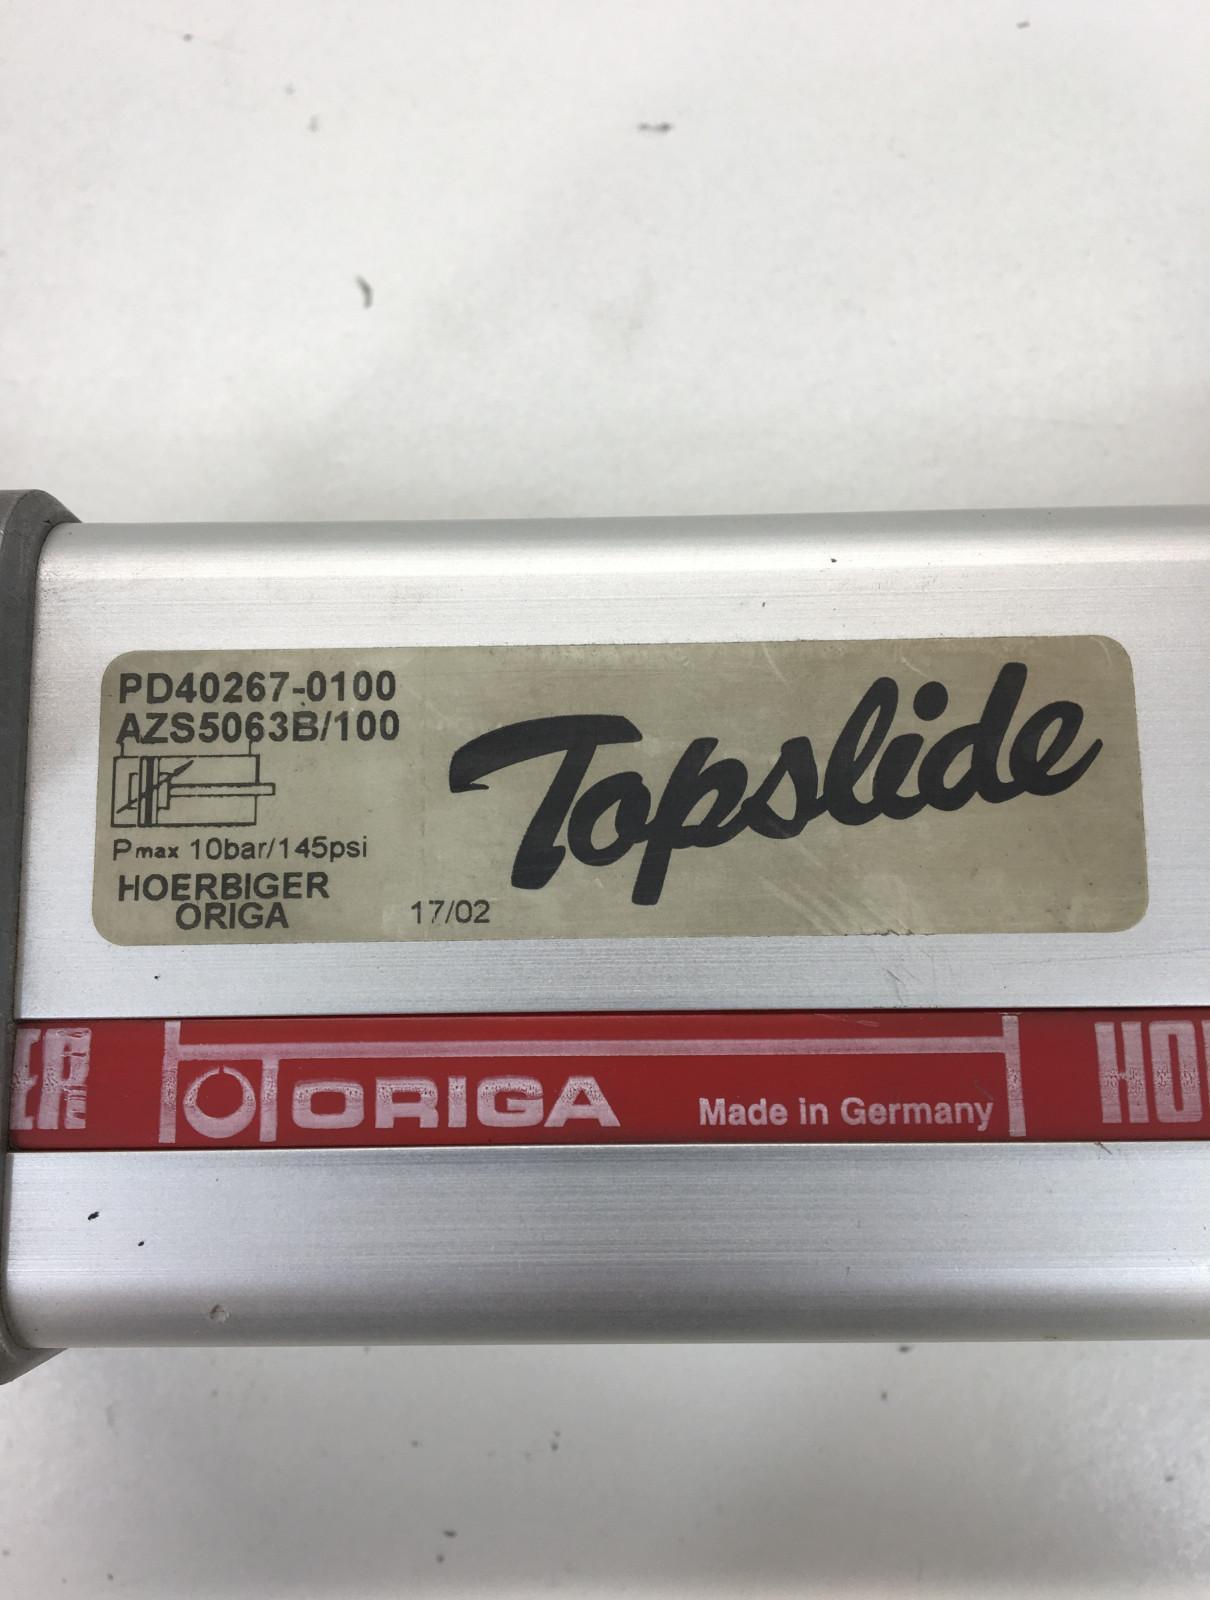 PD40267-0100
AZS5063B/100
Pmax 10bar/145psi
HOERBIGER
ORIGA
17/02
Topslide
ORIGA
Made in Germany